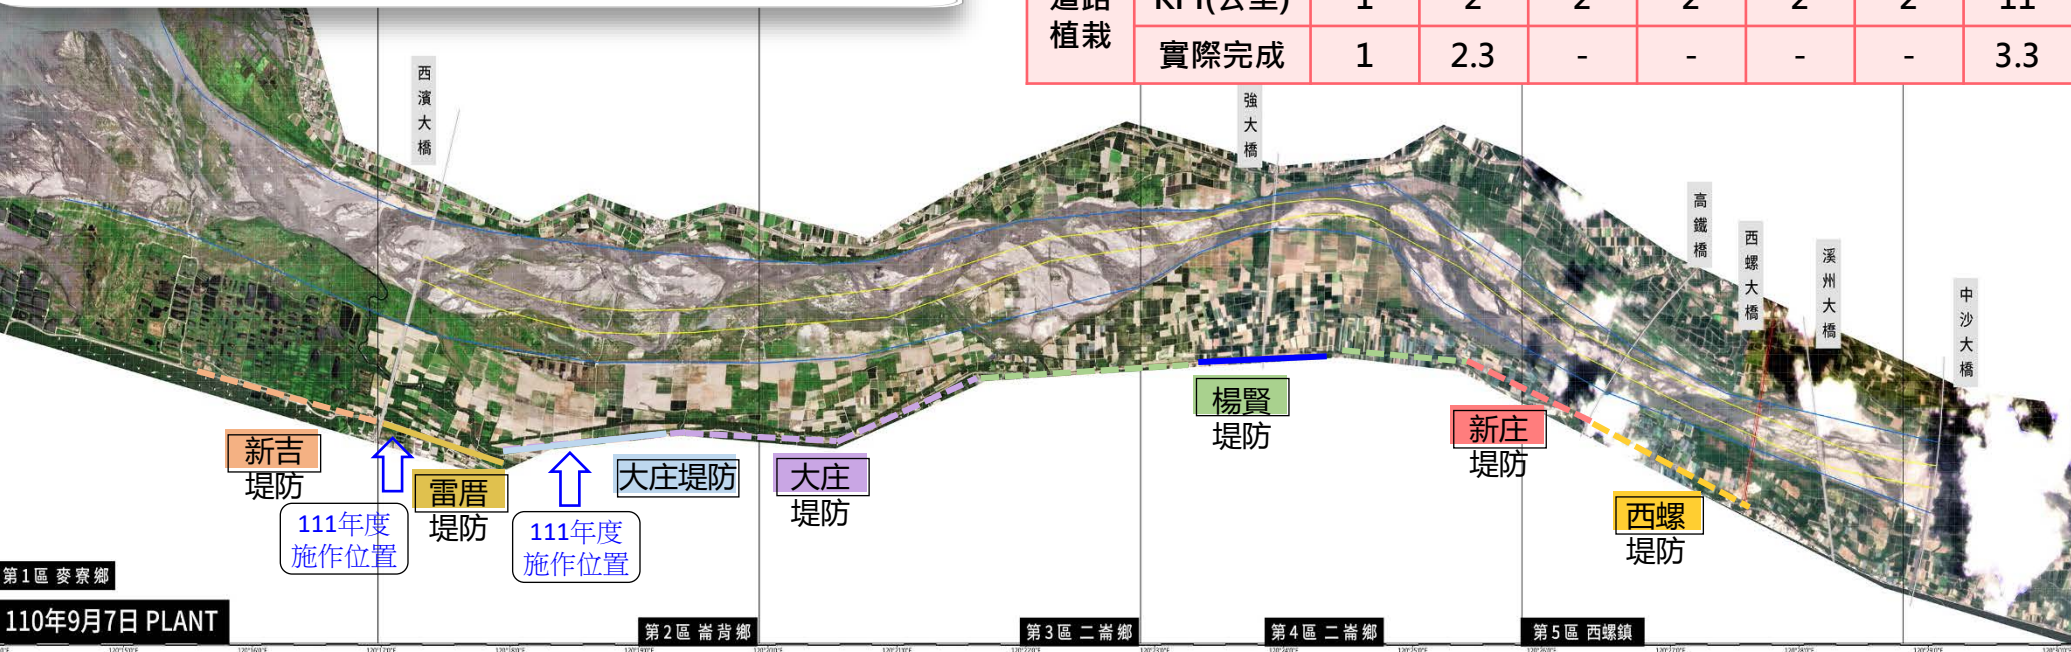 道路 KPI(公里) 1 2 2 2 2 2 11
植栽
實際完成 1 2.3 - - - - 3.3
西濱大橋
強大橋
高鐵橋
西螺大橋
溪州大橋
中沙大橋
楊賢
堤防
新庄
堤防
新吉
堤防
雷厝
堤防
大庄堤防
大庄
堤防
西螺
堤防
111年度
施作位置
111年度
施作位置
第1區 麥寮鄉
110年9月7日 PLANT
第2區 崙背鄉
第3區 二崙鄉
第4區 二崙鄉
第5區 西螺鎮